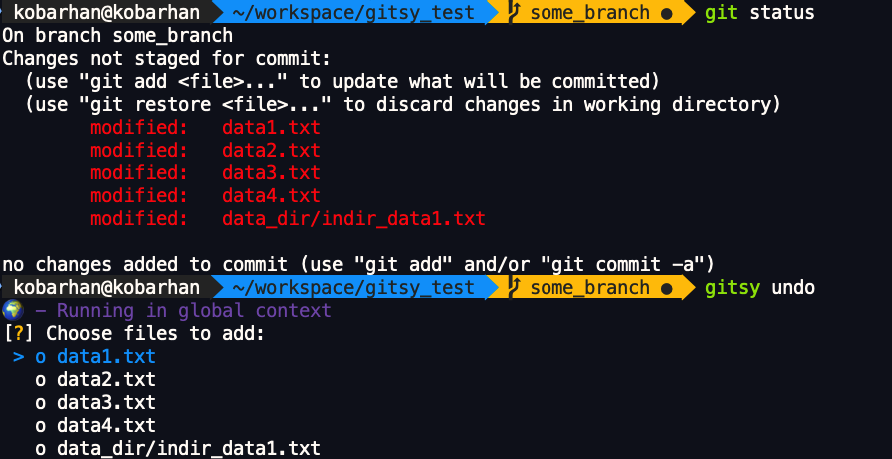 kobarhan@kobarhan ~/workspace/gitsy_test some_branch ● git status
On branch some_branch
Changes not staged for commit:
  (use "git add <file>..." to update what will be committed)
  (use "git restore <file>..." to discard changes in working directory)
        modified:   data1.txt
        modified:   data2.txt
        modified:   data3.txt
        modified:   data4.txt
        modified:   data_dir/indir_data1.txt
no changes added to commit (use "git add" and/or "git commit -a")
kobarhan@kobarhan ~/workspace/gitsy_test some_branch ● gitsy undo
🌍 - Running in global context
[?] Choose files to add:
 > o data1.txt
   o data2.txt
   o data3.txt
   o data4.txt
   o data_dir/indir_data1.txt